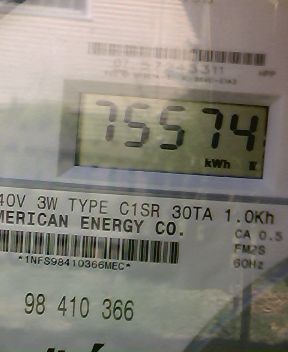 75574
kWh
40V 3W TYPE C1SR 30TA 1.0Kh
MERICAN ENERGY CO.
CA 0.5
FM2S
60Hz
*1NFS98410366MEC*
98 410 366